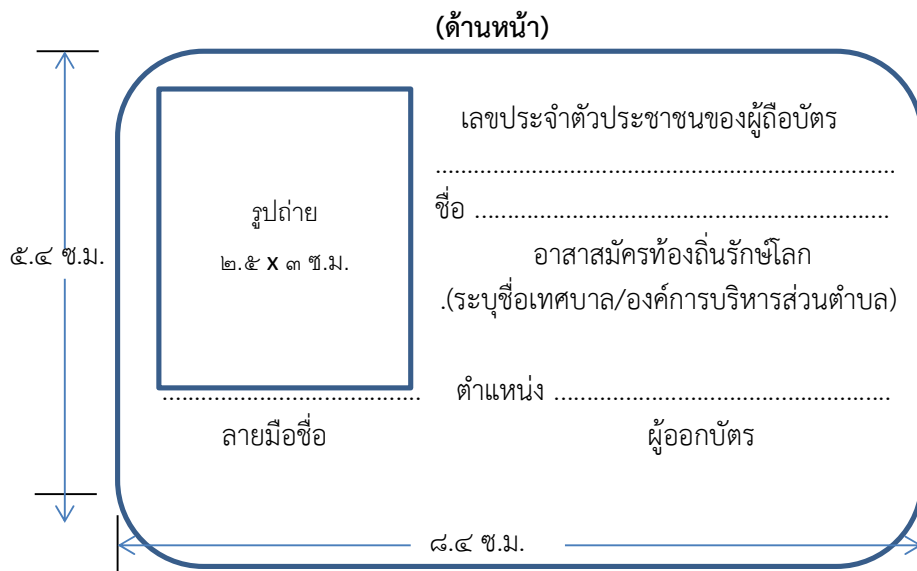 (ด้านหน้า)
เลขประจำตัวประชาชนของผู้ถือบัตร
........................................................................
ชื่อ .................................................................
รูปถ่าย
๒.๕ x ๓ ซ.ม.
๕.๔ ซ.ม.
อาสาสมัครท้องถิ่นรักษ์โลก
.(ระบุชื่อเทศบาล/องค์การบริหารส่วนตำบล)
......................................... ตำแหน่ง .....................................................
ลายมือชื่อ ผู้ออกบัตร
๘.๔ ซ.ม.